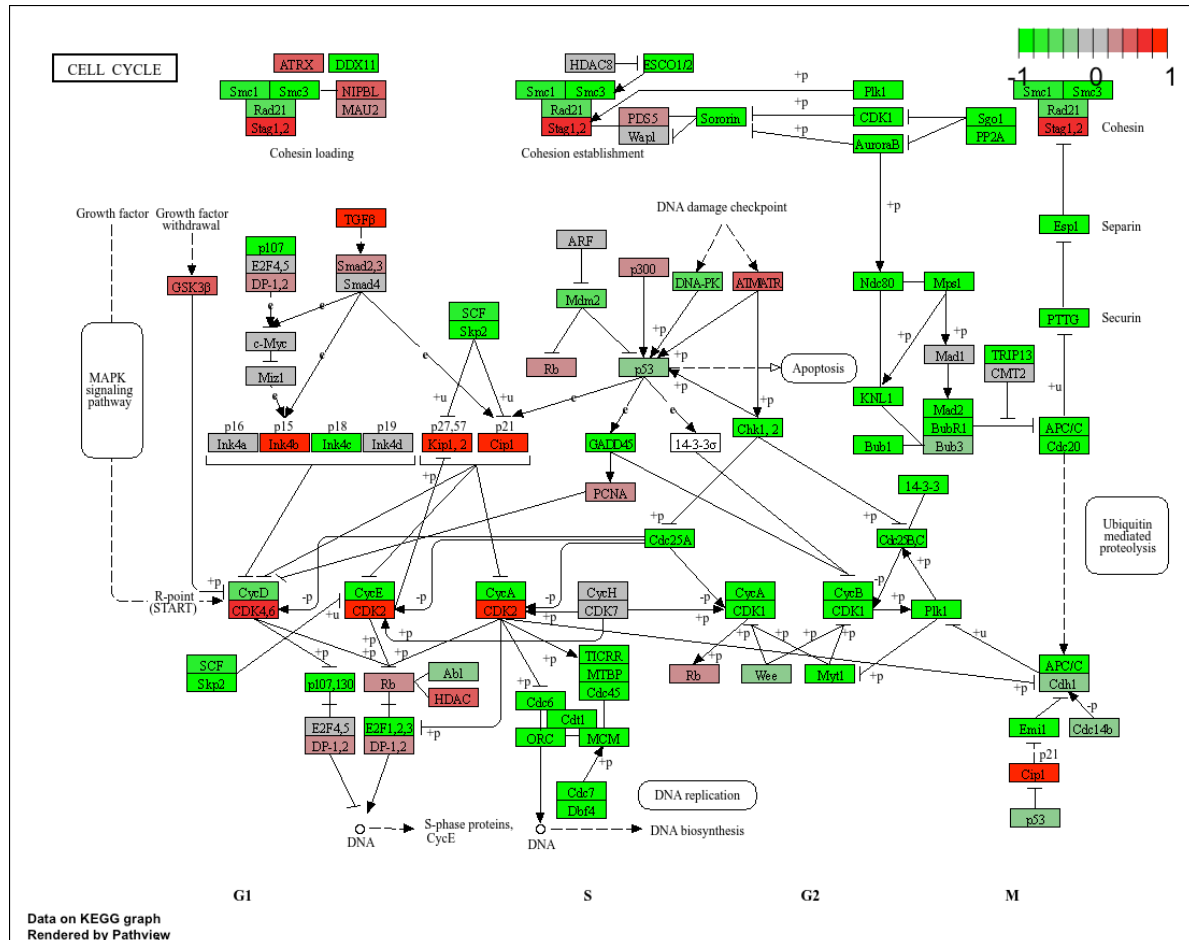 CELL CYCLE
ATRX DDX11
Smc1 Smc3 NIPBL
Rad21 MAU2
Stag1,2
Cohesin loading
HDAC8 ESCO1/2
Smc1 Smc3
Rad21
Stag1,2
PDS5
Wapl
Sororin
Cohesion establishment
+p
Plk1
+p
CDK1
+p
AuroraB
Sgo1
PP2A
-1 0 1
Smc1 Smc3
Rad21
Stag1,2
Cohesin
+p
Esp1 Separin
PTTG Securin
Growth factor
Growth factor
withdrawal
GSK3β
MAPK
signaling
pathway
TGFβ
p107
E2F4,5
DP-1,2
Smad2,3
Smad4
e
c-Myc
e
Miz1
e
e
SCF
Skp2
+u
+u
DNA damage checkpoint
ARF
p300
DNA-PK
ATMATR
Mdm2
Rb
+p
+p
+p
p53
+p
Apoptosis
e
e
e
Ndc80 Mps1
+p
+p
Mad1
TRIP13
CMT2
+u
KNL1
Mad2
BubR1
Bub3
Bub1
APC/C
Cdc20
p16 p15 p18 p19
Ink4a Ink4b Ink4c Ink4d
p27,57 p21
Kip1, 2 Cip1
+p
GADD45
14-3-3σ
Chk1, 2
+p
PCNA
14-3-3
+p
+p
Cdc25A
Cdc25B,C
Ubiquitin
mediated
proteolysis
R-point
(START)
+p
CycD
CDK4,6
-p
CycE
CDK2
-p
CycA
CDK2
-p
+p
CycH
CDK7
-p
+p
CycA
CDK1
CycB
CDK1
-p
+p
+p
Plk1
+u
SCF
Skp2
+u
+p
+p
+p
+p
p107,130
Rb
Abl
HDAC
+p
+p
TICRR
MTBP
Cdc45
+p
+p
+p
+p
Rb
Wee
Myt1
+p
+p
APC/C
Cdh1
E2F4,5
DP-1,2
E2F1,2,3
DP-1,2
+p
Cdc6
Cdt1
ORC
MCM
+p
Cdc7
Dbf4
Emi1
-p
Cdc14b
p21
Cip1
p53
DNA
S-phase proteins,
CycE
DNA
DNA replication
DNA biosynthesis
G1 S G2 M
Data on KEGG graph
Rendered by Pathview